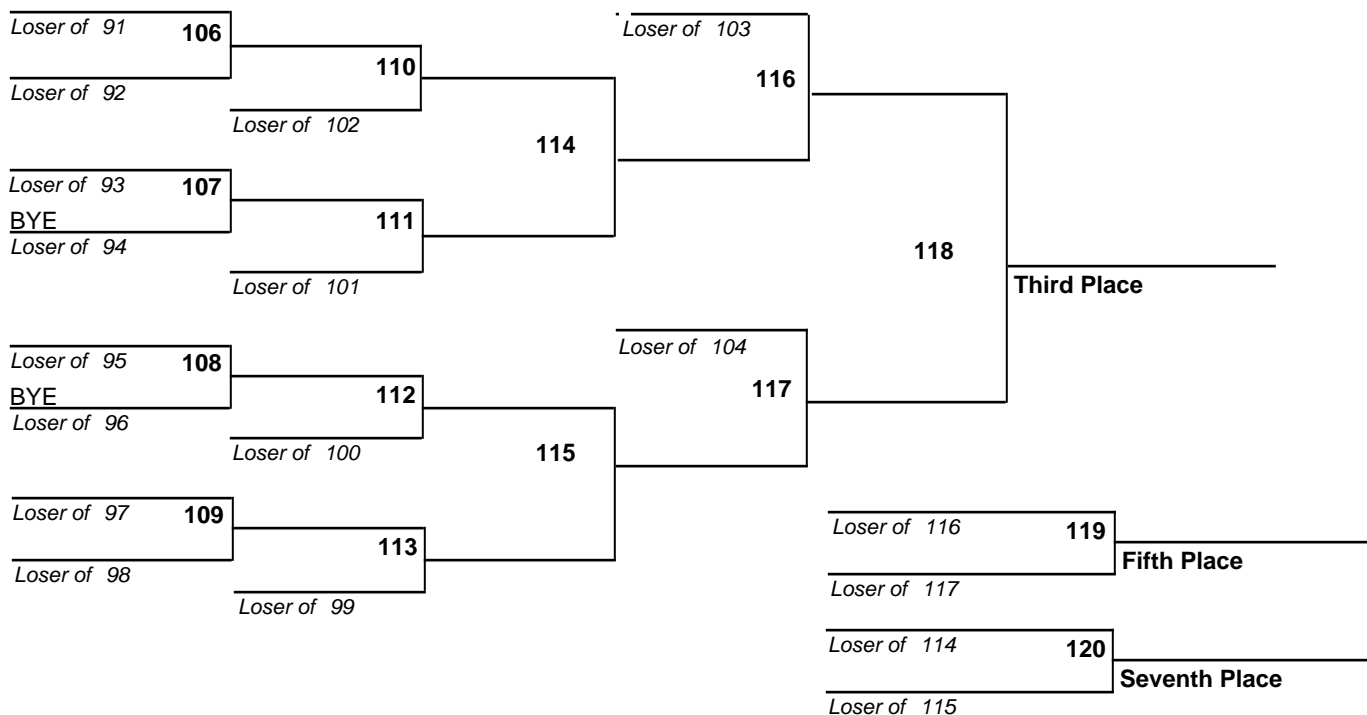 Loser of 91
106
Loser of 92
110
Loser of 102
Loser of 93
107
BYE
Loser of 94
111
Loser of 101
114
Loser of 103
116
118
Third Place
Loser of 95
108
BYE
Loser of 96
112
Loser of 100
Loser of 97
109
Loser of 98
113
Loser of 99
115
Loser of 104
117
Loser of 116
119
Loser of 117
Fifth Place
Loser of 114
120
Loser of 115
Seventh Place